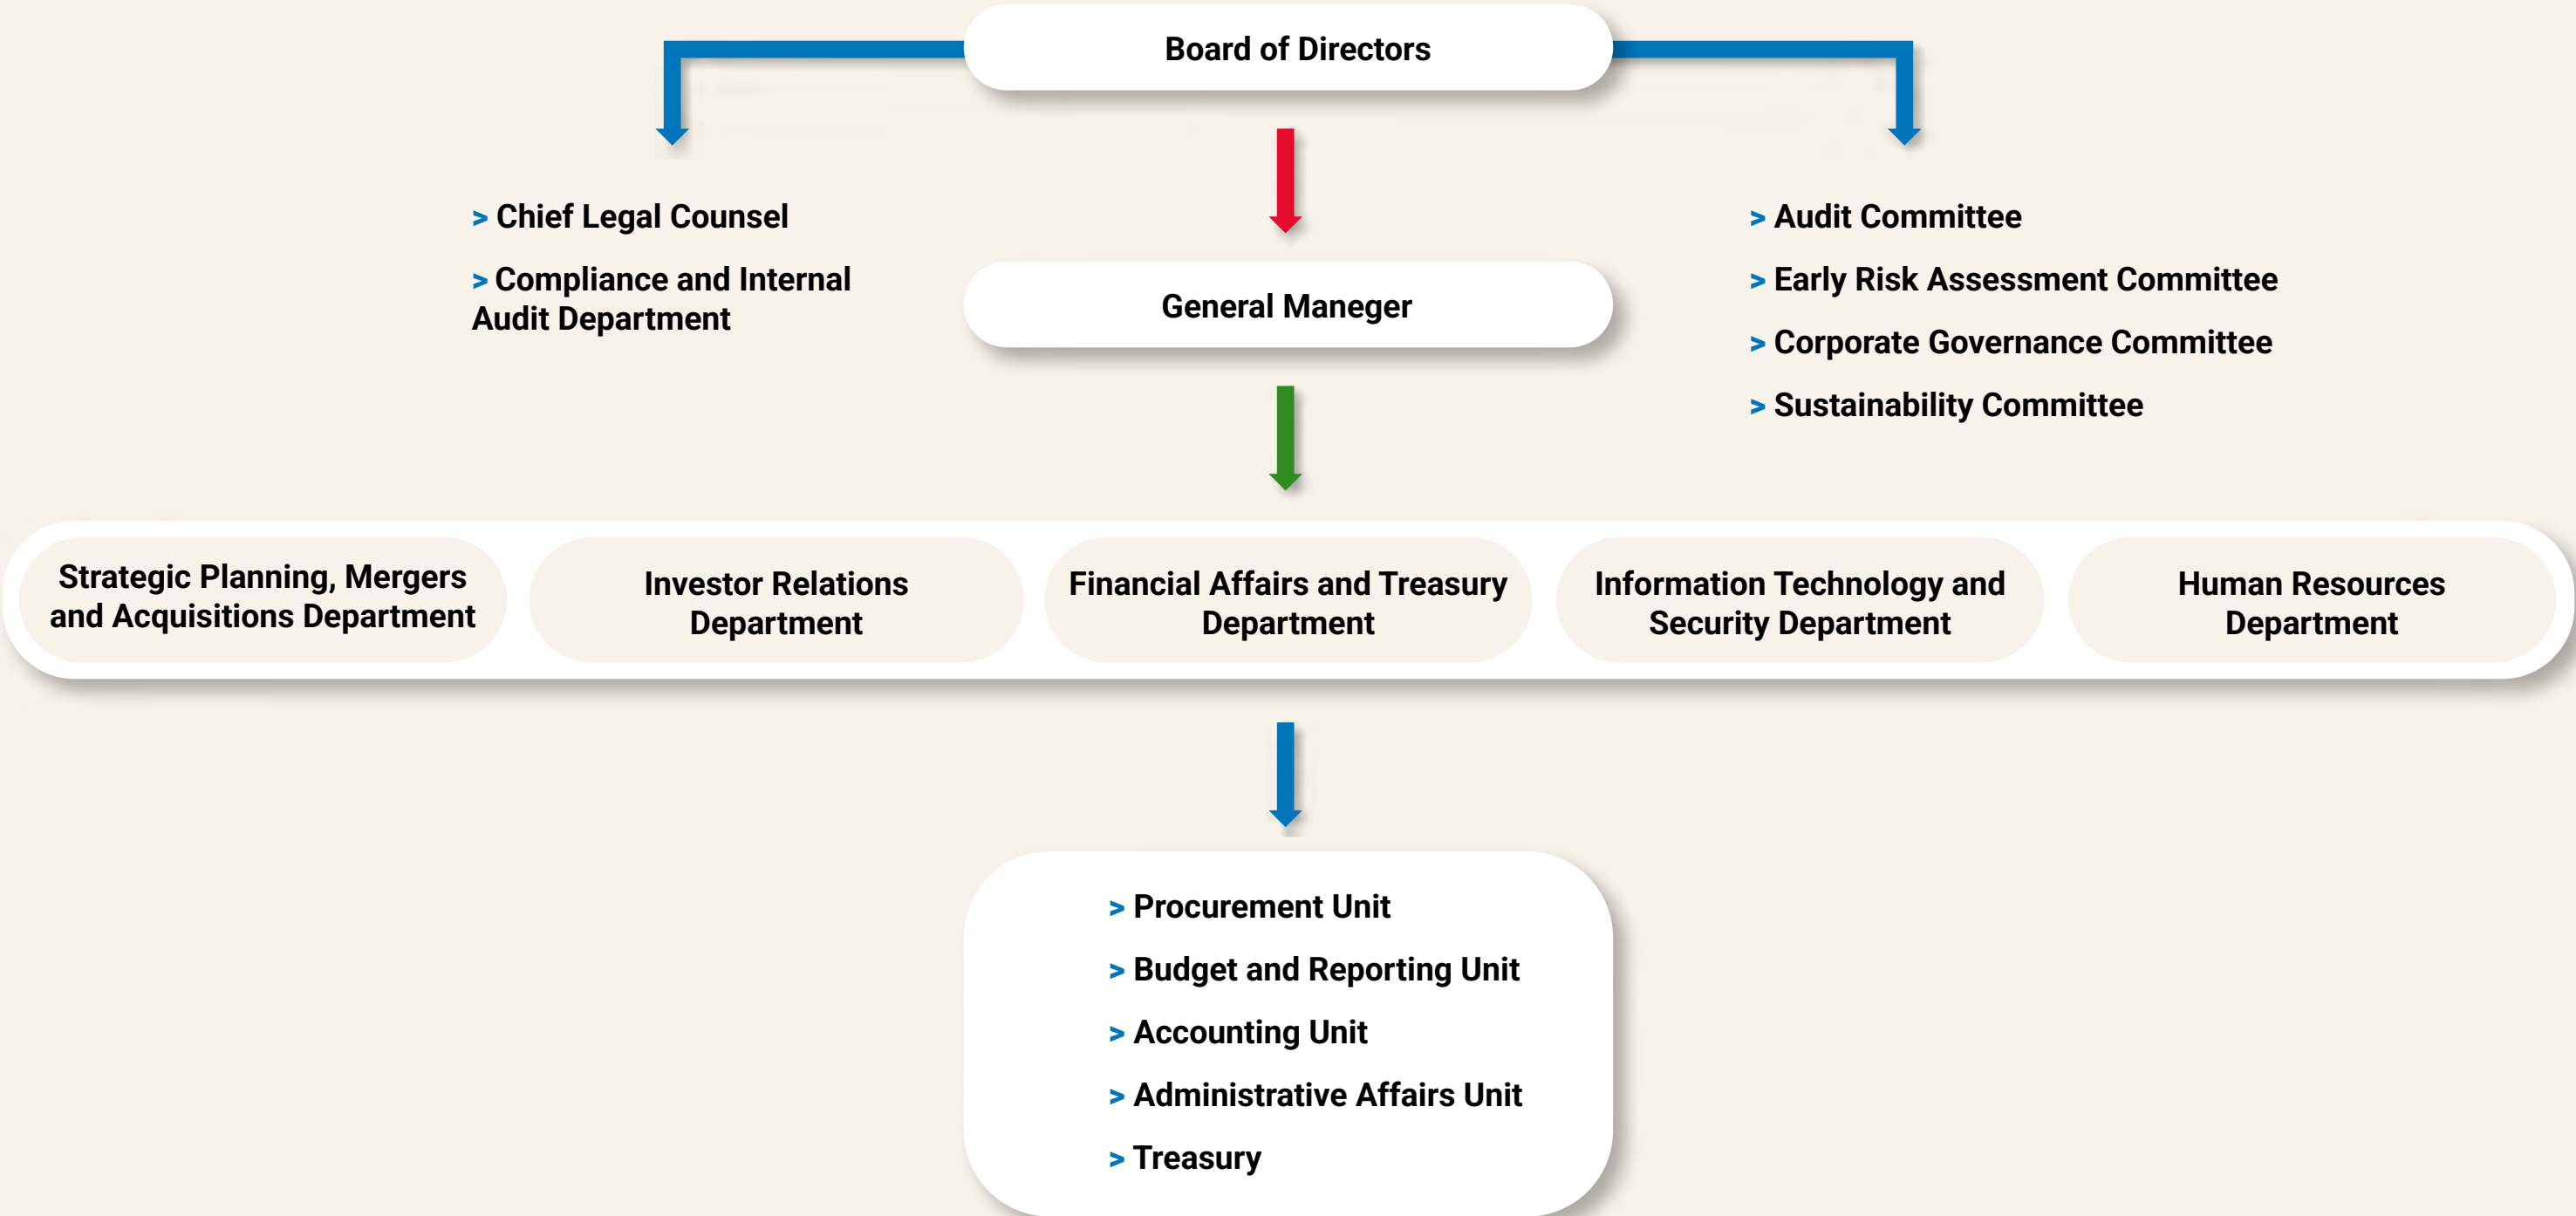 Board of Directors
> Chief Legal Counsel
> Compliance and Internal
Audit Department
General Maneger
> Audit Committee
> Early Risk Assessment Committee
> Corporate Governance Committee
> Sustainability Committee
Strategic Planning, Mergers
and Acquisitions Department
Investor Relations
Department
Financial Affairs and Treasury
Department
Information Technology and
Security Department
Human Resources
Department
> Procurement Unit
> Budget and Reporting Unit
> Accounting Unit
> Administrative Affairs Unit
> Treasury